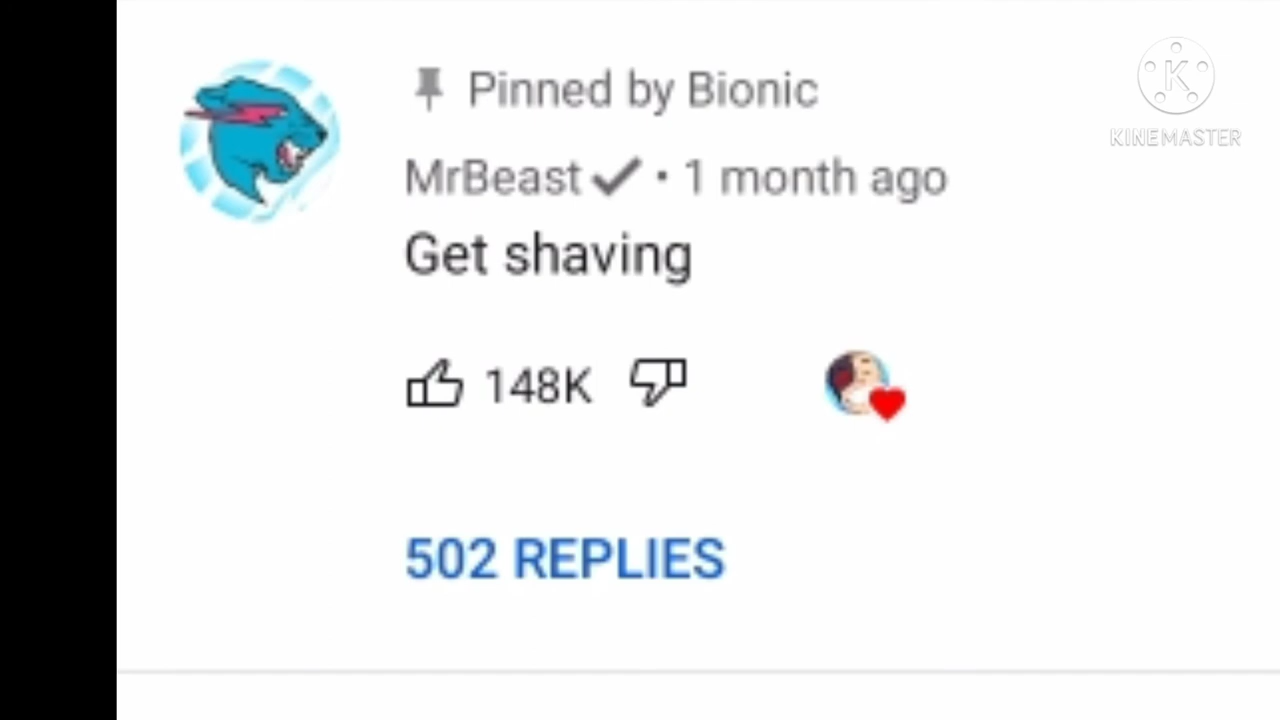 Pinned by Bionic
MrBeast ✓ • 1 month ago
Get shaving
148K
502 REPLIES
K
KINEMASTER